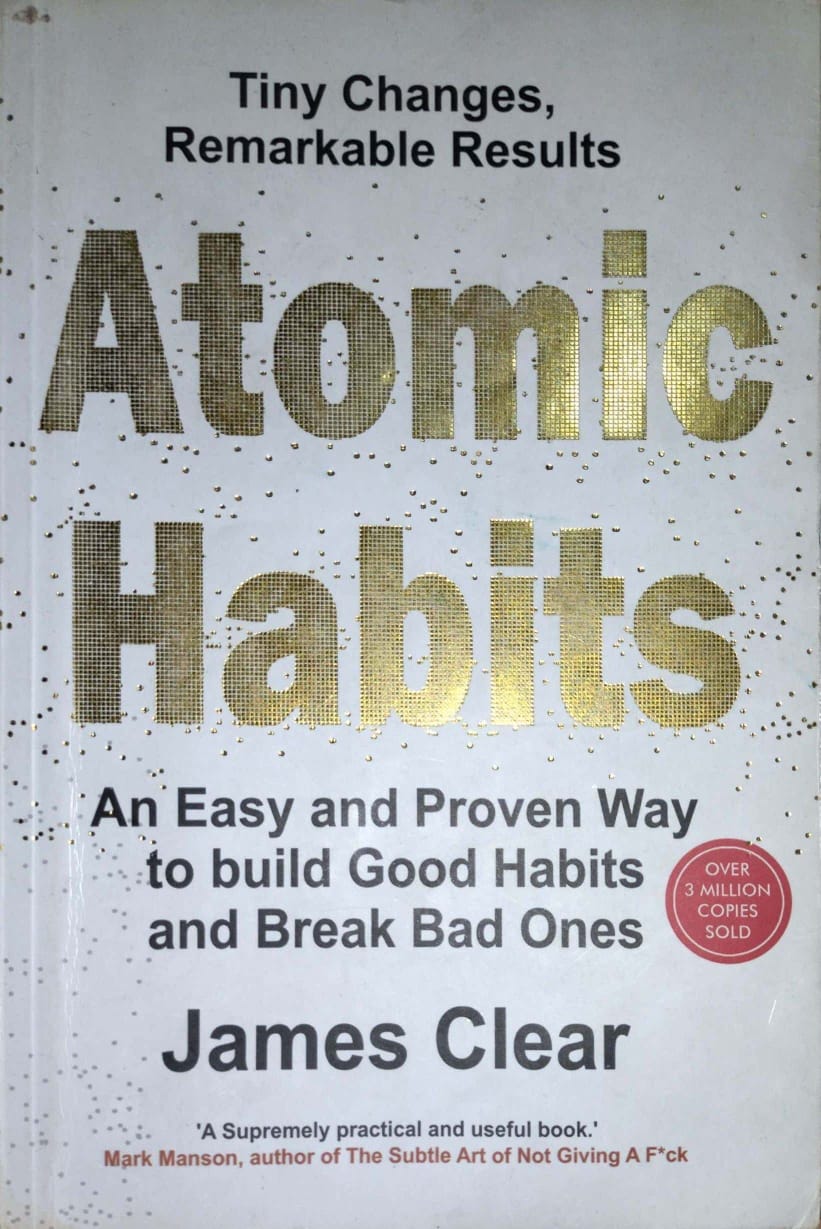 Tiny Changes,
Remarkable Results
Atomic
Habits
An Easy and Proven Way
to build Good Habits
and Break Bad Ones
OVER
3 MILLION
COPIES
SOLD
James Clear
'A Supremely practical and useful book.'
Mark Manson, author of The Subtle Art of Not Giving A F*ck